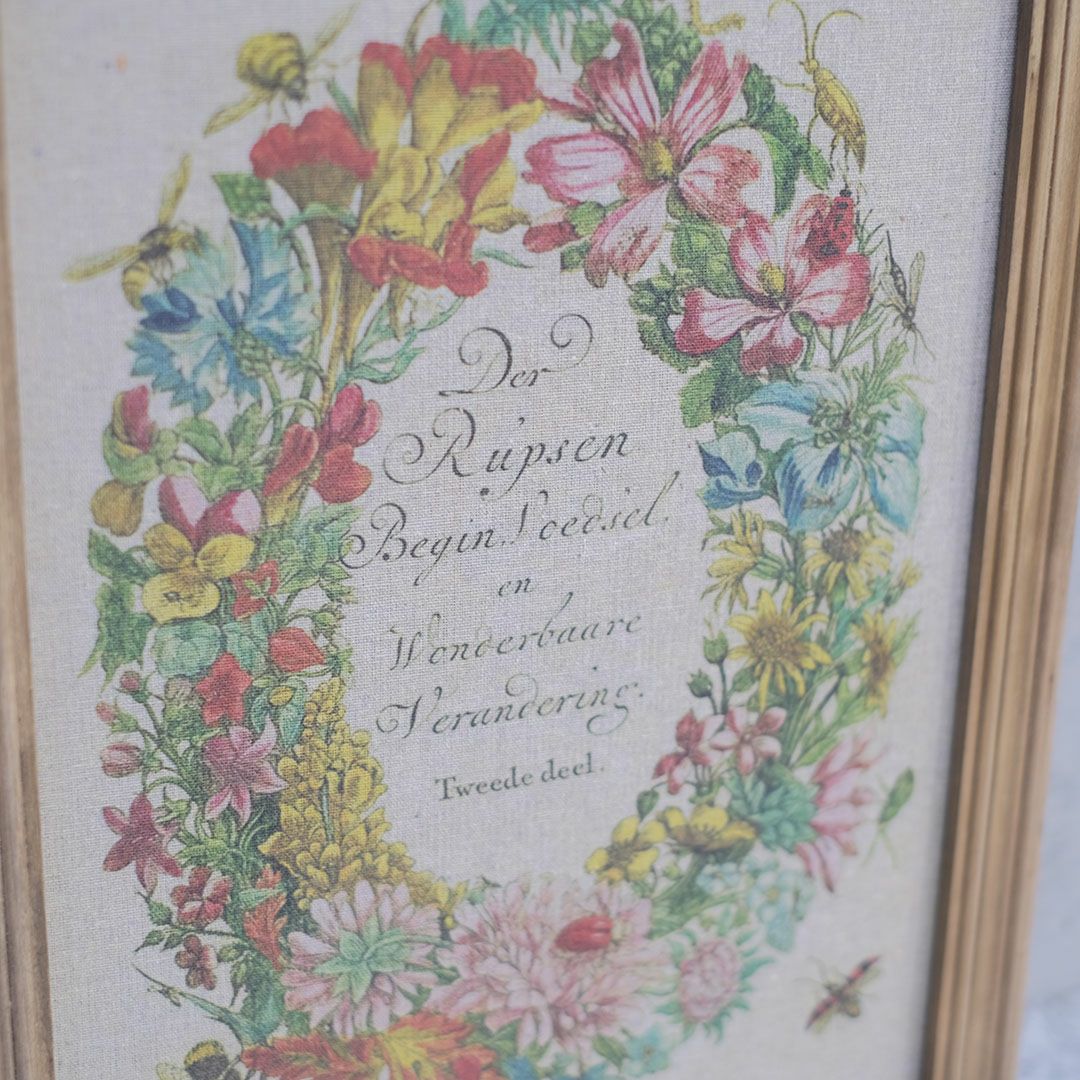 Der
Rupsen
Begin. Voedsel.
en
Wonderbaare
Verandering.
Tweede deel.